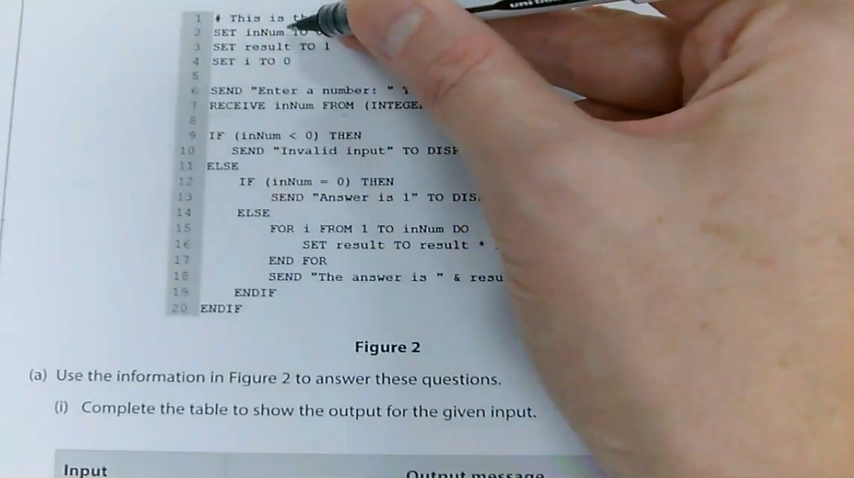 1 # This is
2 SET inNum TO
3 SET result TO 1
4 SET i TO 0
5
6 SEND "Enter a number: "
7 RECEIVE inNum FROM (INTEGE
8
9 IF (inNum < 0) THEN
10 SEND "Invalid input" TO DISP
11 ELSE
12 IF (inNum = 0) THEN
13 SEND "Answer is 1" TO DIS
14 ELSE
15 FOR i FROM 1 TO inNum DO
16 SET result TO result *
17 END FOR
18 SEND "The answer is " & resu
19 ENDIF
20 ENDIF
Figure 2
(a) Use the information in Figure 2 to answer these questions.
(i) Complete the table to show the output for the given input.
Input Output message